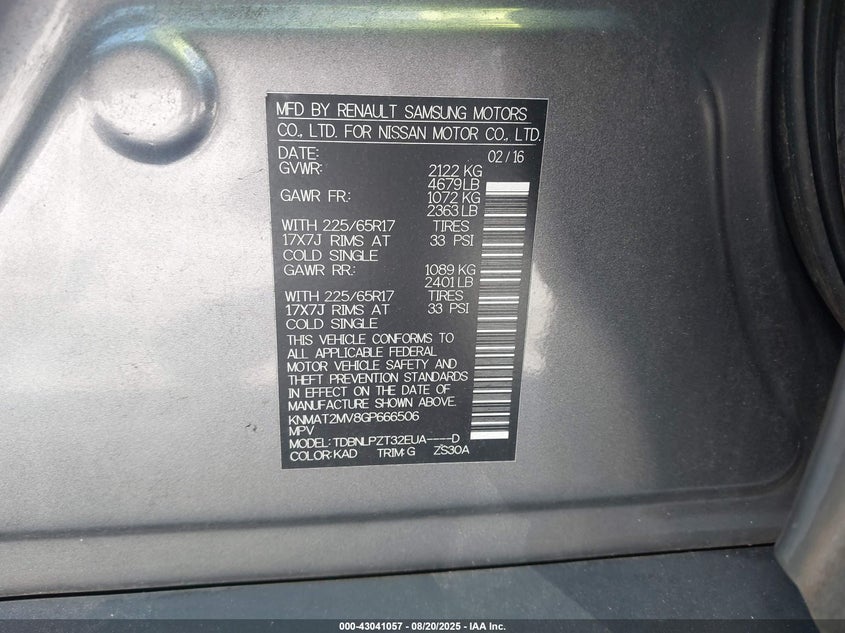 MFD BY RENAULT SAMSUNG MOTORS
CO., LTD. FOR NISSAN MOTOR CO., LTD.
DATE: 02/16
GVWR: 2122 KG
4679 LB
GAWR FR.: 1072 KG
2363 LB
WITH 225/65R17 TIRES
17X7J RIMS AT 33 PSI
COLD SINGLE
GAWR RR.: 1089 KG
2401 LB
WITH 225/65R17 TIRES
17X7J RIMS AT 33 PSI
COLD SINGLE
THIS VEHICLE CONFORMS TO
ALL APPLICABLE FEDERAL
MOTOR VEHICLE SAFETY AND
THEFT PREVENTION STANDARDS
IN EFFECT ON THE DATE OF
MANUFACTURE SHOWN ABOVE.
KNMAT2MV8GP666506
MPV
MODEL: TDBNLPZT32EUA----D
COLOR: KAD TRIM: G ZS30A
000-43041057 - 08/20/2025 - IAA Inc.